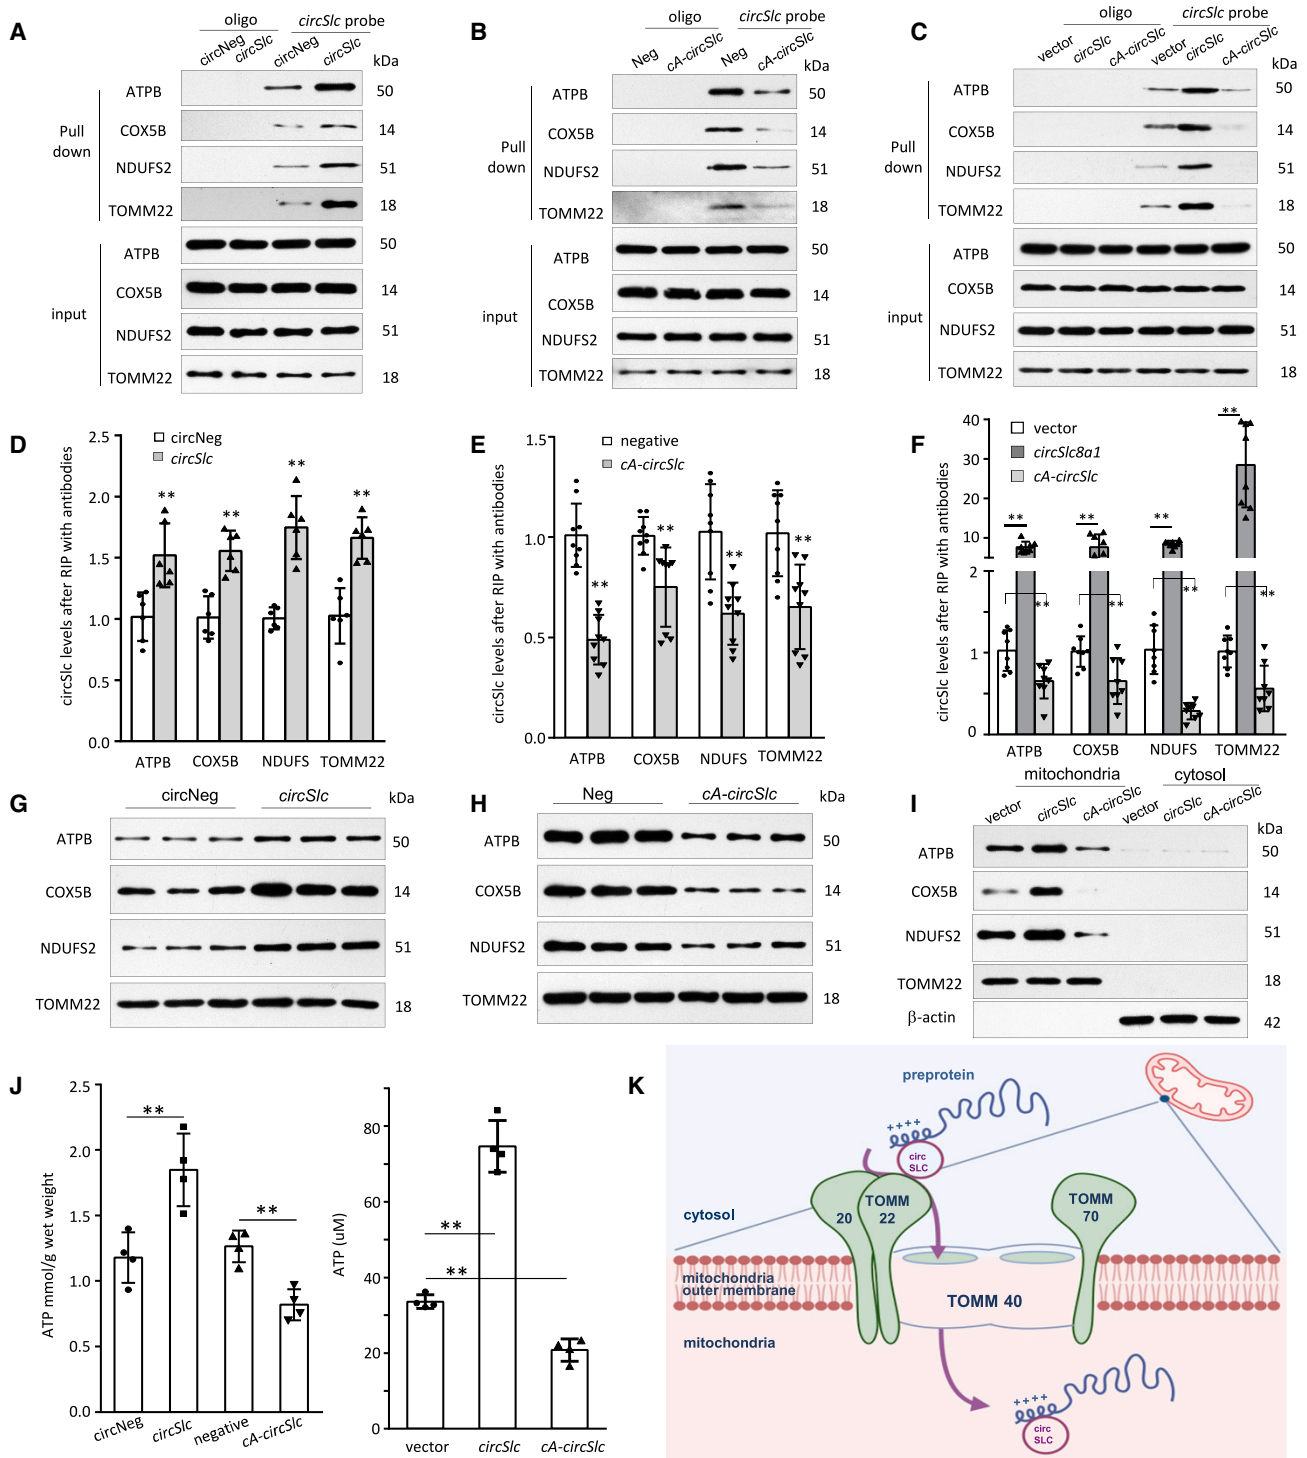 A
oligo
circSlc probe
circNeg
circSlc
circNeg
circSlc
kDa
ATPB
50
COX5B
14
Pull
down
NDUFS2
51
TOMM22
18
ATPB
50
COX5B
14
input
NDUFS2
51
TOMM22
18
B
oligo
circSlc probe
Neg
cA-circSlc
Neg
cA-circSlc
kDa
ATPB
50
COX5B
14
Pull
down
NDUFS2
51
TOMM22
18
ATPB
50
COX5B
14
input
NDUFS2
51
TOMM22
18
C
oligo
circSlc probe
vector
circSlc
cA-circSlc
vector
circSlc
cA-circSlc
kDa
ATPB
50
COX5B
14
Pull
down
NDUFS2
51
TOMM22
18
ATPB
50
COX5B
14
input
NDUFS2
51
TOMM22
18
D
circSlc levels after RIP with antibodies
2.5
2.0
1.5
1.0
0.5
0.0
circNeg
circSlc
** ** ** **
ATPB COX5B NDUFS TOMM22
E
circSlc levels after RIP with antibodies
1.5
1.0
0.5
0.0
negative
cA-circSlc
** ** ** **
ATPB COX5B NDUFS TOMM22
F
circSlc levels after RIP with antibodies
40
30
20
10
2
1
0
vector
circSlc8a1
cA-circSlc
** ** ** **
** ** ** **
ATPB COX5B NDUFS TOMM22
G
circNeg
circSlc
kDa
ATPB
50
COX5B
14
NDUFS2
51
TOMM22
18
H
Neg
cA-circSlc
kDa
ATPB
50
COX5B
14
NDUFS2
51
TOMM22
18
I
mitochondria
cytosol
vector
circSlc
cA-circSlc
vector
circSlc
cA-circSlc
kDa
ATPB
50
COX5B
14
NDUFS2
51
TOMM22
18
β-actin
42
J
ATP mmol/g wet weight
2.5
2.0
1.5
1.0
0.5
0.0
**
**
circNeg
circSlc
negative
cA-circSlc
ATP (uM)
80
60
40
20
0
**
**
vector circSlc cA-circSlc
K
preprotein
++++
circ
SLC
TOMM
20
22
TOMM
70
cytosol
mitochondria
outer membrane
TOMM 40
mitochondria
++++
circ
SLC